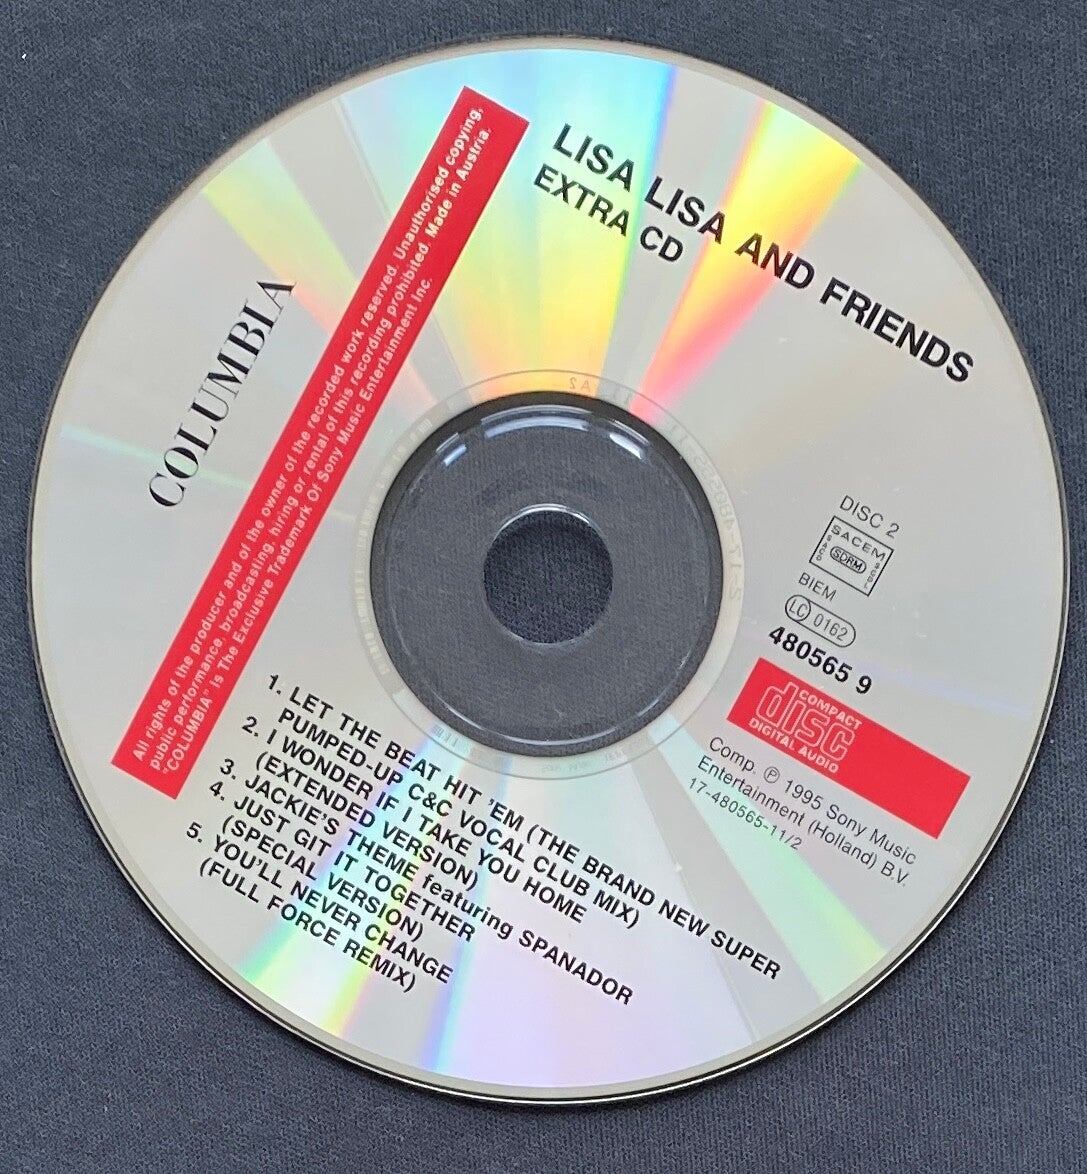 LISA LISA AND FRIENDS
EXTRA CD
COLUMBIA
All rights of the producer and of the owner of the recorded work reserved. Unauthorised copying,
public performance, broadcasting, hiring or rental of this recording prohibited. Made in Austria.
"COLUMBIA" is The Exclusive Trademark Of Sony Music Entertainment Inc.
DISC 2
SACEM
SDRM
BIEM
LC 0162
480565 9
COMPACT
disc
DIGITAL AUDIO
Comp. ℗ 1995 Sony Music
Entertainment (Holland) B.V.
17-480565-11/2
1. LET THE BEAT HIT 'EM (THE BRAND NEW SUPER
PUMPED-UP C&C VOCAL CLUB MIX)
2. I WONDER IF I TAKE YOU HOME
(EXTENDED VERSION)
3. JACKIE'S THEME featuring SPANADOR
4. JUST GIT IT TOGETHER
(SPECIAL VERSION)
5. YOU'LL NEVER CHANGE
(FULL FORCE REMIX)